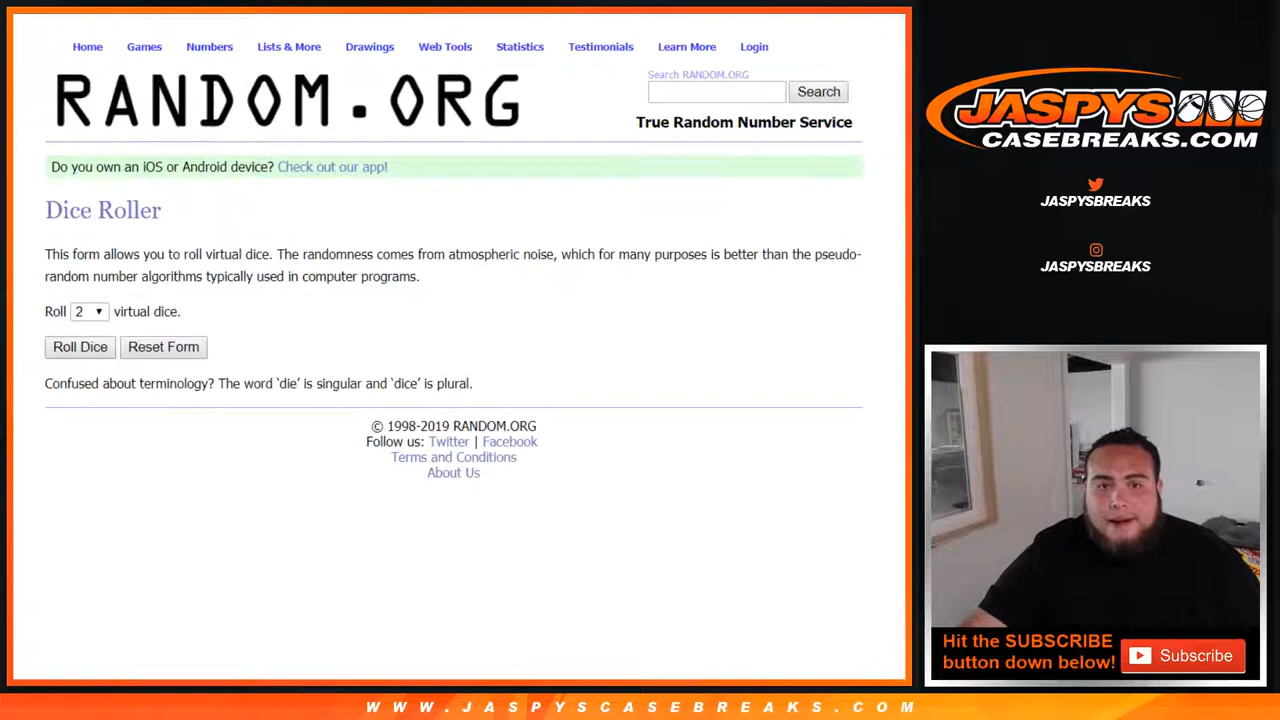 Home Games Numbers Lists & More Drawings Web Tools Statistics Testimonials Learn More Login
RANDOM.ORG
Search RANDOM.ORG
Search
True Random Number Service
Do you own an iOS or Android device? Check out our app!
Dice Roller
This form allows you to roll virtual dice. The randomness comes from atmospheric noise, which for many purposes is better than the pseudo-
random number algorithms typically used in computer programs.
Roll 2 virtual dice.
Roll Dice Reset Form
Confused about terminology? The word ‘die’ is singular and ‘dice’ is plural.
© 1998-2019 RANDOM.ORG
Follow us: Twitter | Facebook
Terms and Conditions
About Us
JASPYS
CASEBREAKS.COM
JASPYSBREAKS
JASPYSBREAKS
Hit the SUBSCRIBE
button down below!
Subscribe
WWW.JASPYSCASEBREAKS.COM